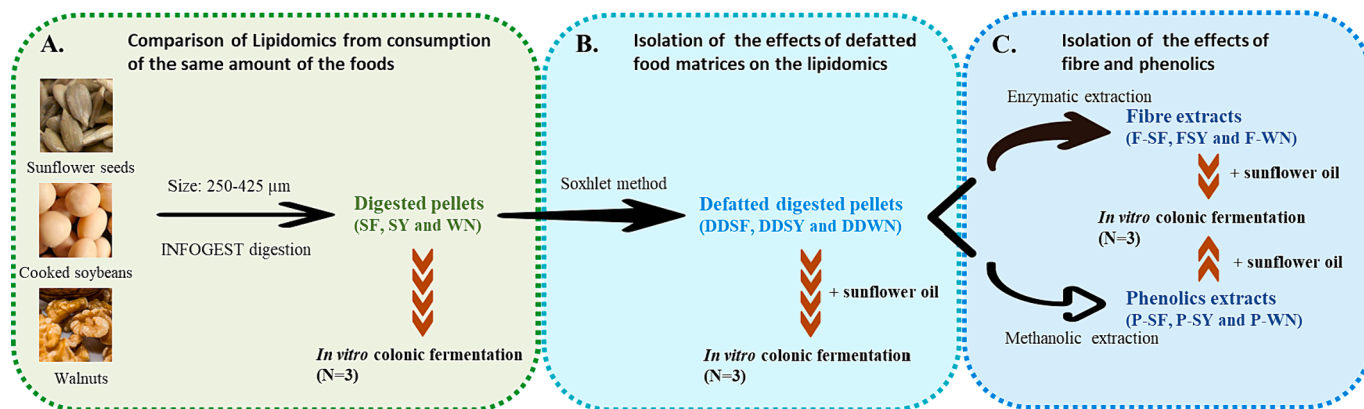 A.
Comparison of Lipidomics from consumption
of the same amount of the foods
Sunflower seeds
Cooked soybeans
Walnuts
Size: 250-425 µm
INFOGEST digestion
Digested pellets
(SF, SY and WN)
In vitro colonic fermentation
(N=3)
B.
Isolation of the effects of defatted
food matrices on the lipidomics
Soxhlet method
Defatted digested pellets
(DDSF, DDSY and DDWN)
+ sunflower oil
In vitro colonic fermentation
(N=3)
C.
Isolation of the effects of
fibre and phenolics
Enzymatic extraction
Fibre extracts
(F-SF, FSY and F-WN)
+ sunflower oil
In vitro colonic fermentation
(N=3)
+ sunflower oil
Phenolics extracts
(P-SF, P-SY and P-WN)
Methanolic extraction